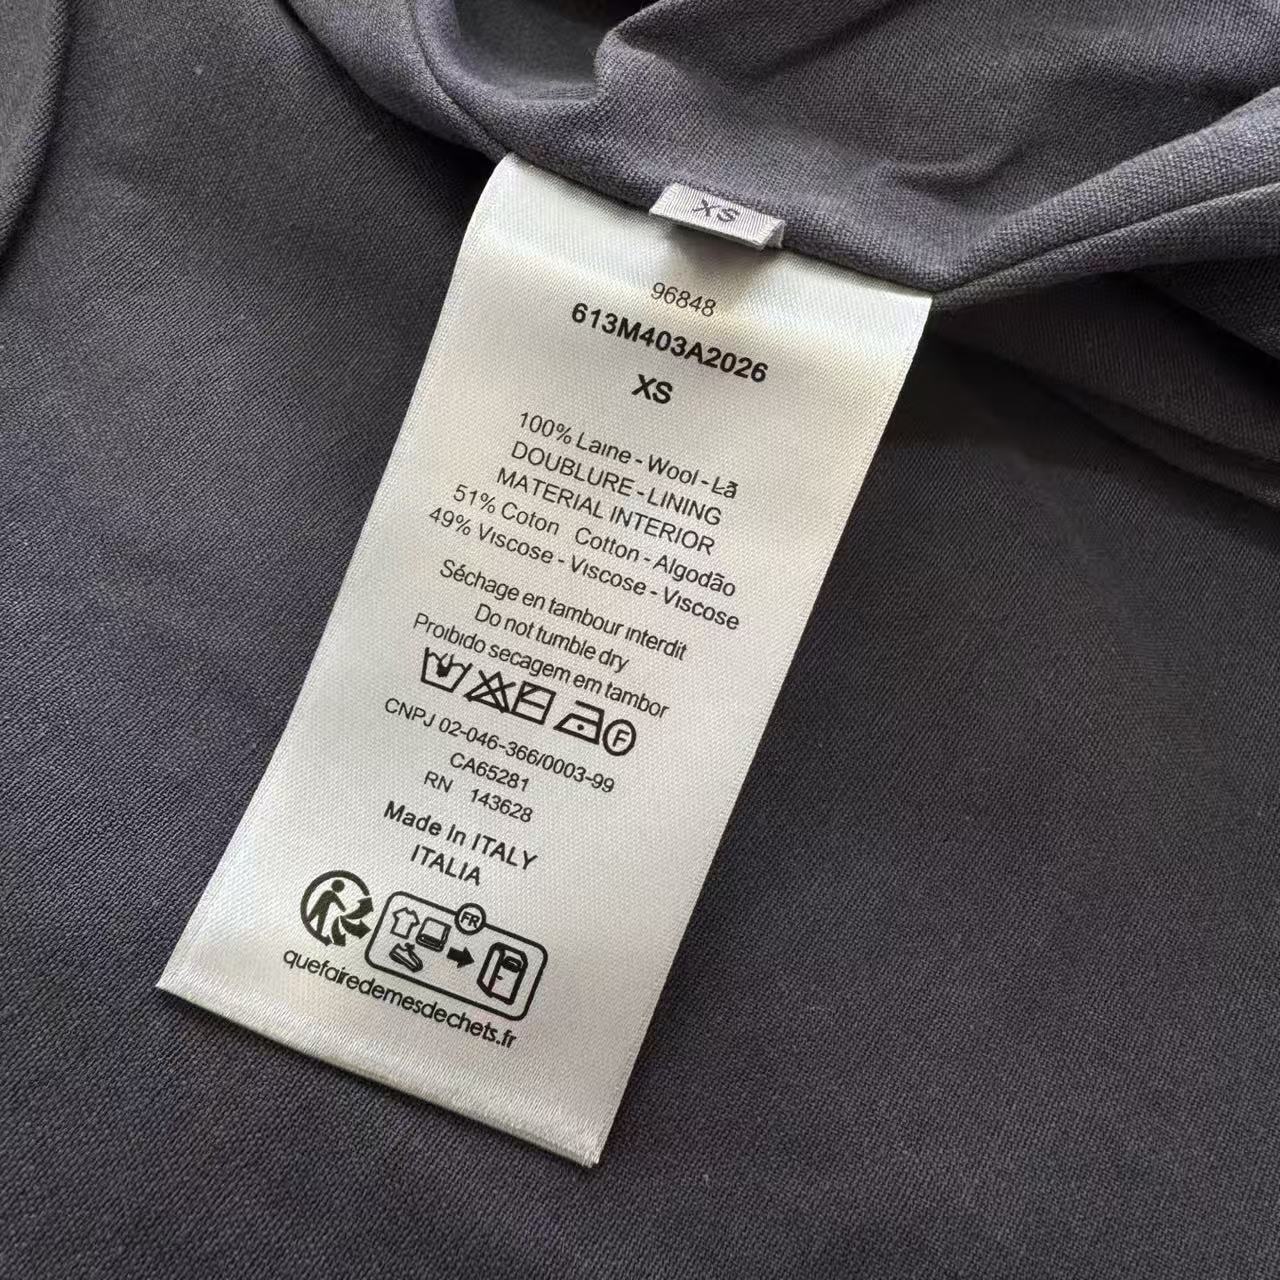 XS
96848
613M403A2026
XS
100% Laine - Wool - Lã
DOUBLURE - LINING
MATERIAL INTERIOR
51% Coton Cotton - Algodão
49% Viscose - Viscose - Viscose
Séchage en tambour interdit
Do not tumble dry
Proibido secagem em tambor
F
CNPJ 02-046-366/0003-99
CA65281
RN 143628
Made in ITALY
ITALIA
FR
quefairedemesdechets.fr